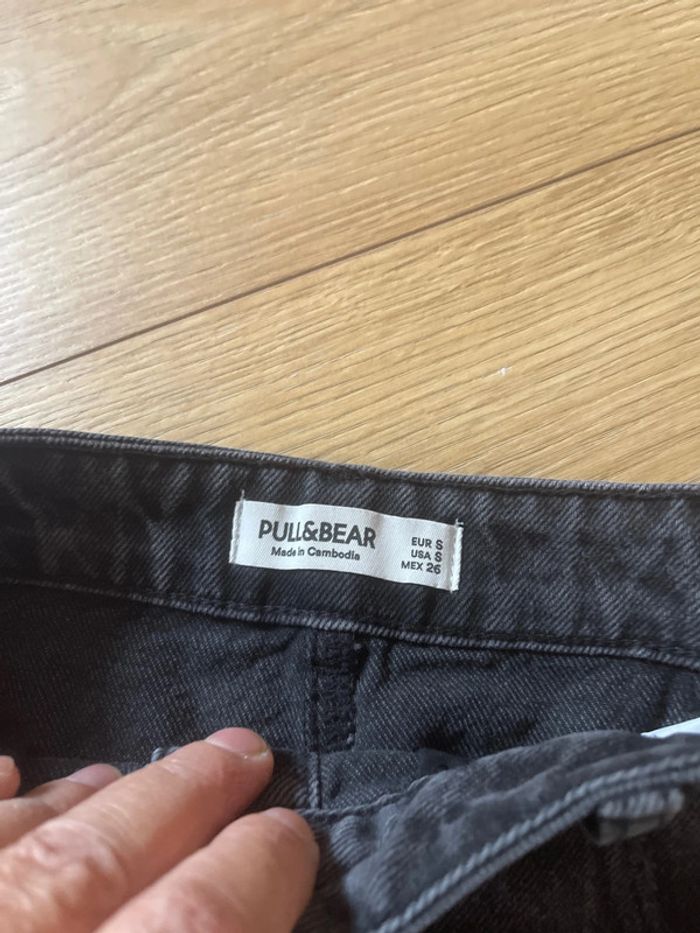 PULL&BEAR
Made in Cambodia
EUR S
USA S
MEX 26